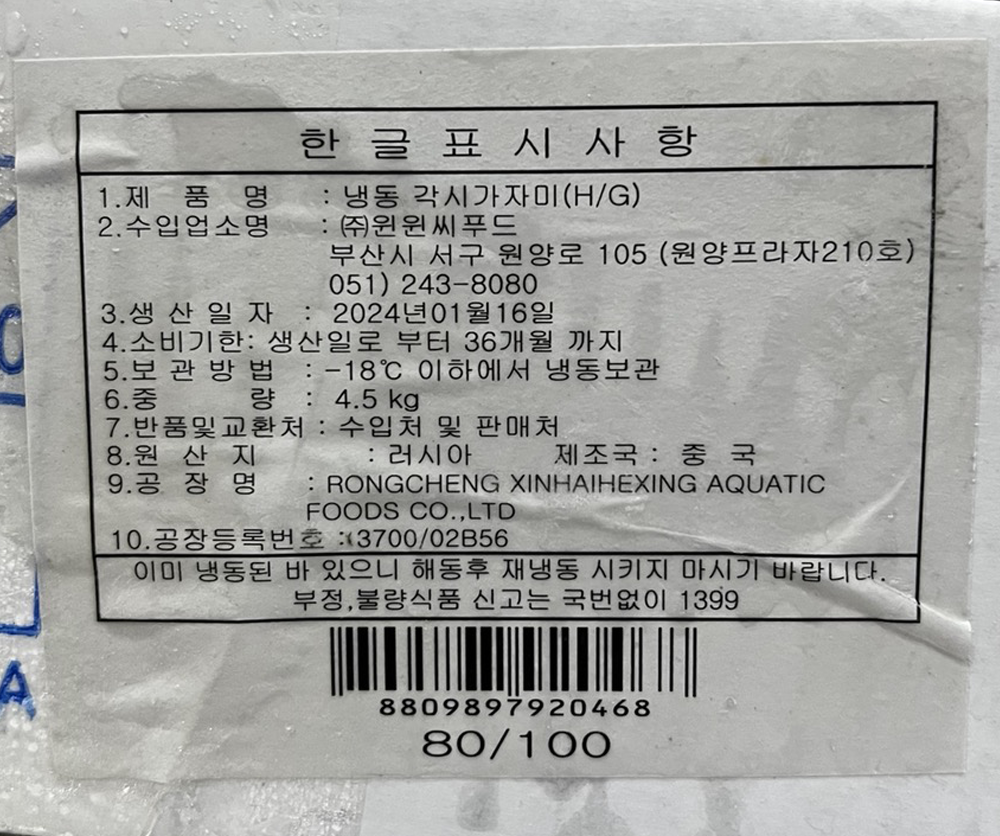 한글표시사항
1.제 품 명 : 냉동 각시가자미(H/G)
2.수입업소명 : ㈜윈윈씨푸드
부산시 서구 원양로 105 (원양프라자210호)
051) 243-8080
3.생 산 일 자 : 2024년01월16일
4.소비기한: 생산일로 부터 36개월 까지
5.보 관 방 법 : -18℃ 이하에서 냉동보관
6.중 량 : 4.5 kg
7.반품및교환처 : 수입처 및 판매처
8.원 산 지 : 러시아 제조국 : 중 국
9.공 장 명 : RONGCHENG XINHAIHEXING AQUATIC
FOODS CO.,LTD
10.공장등록번호 : 3700/02B56
이미 냉동된 바 있으니 해동후 재냉동 시키지 마시기 바랍니다.
부정,불량식품 신고는 국번없이 1399
8809897920468
80/100
A